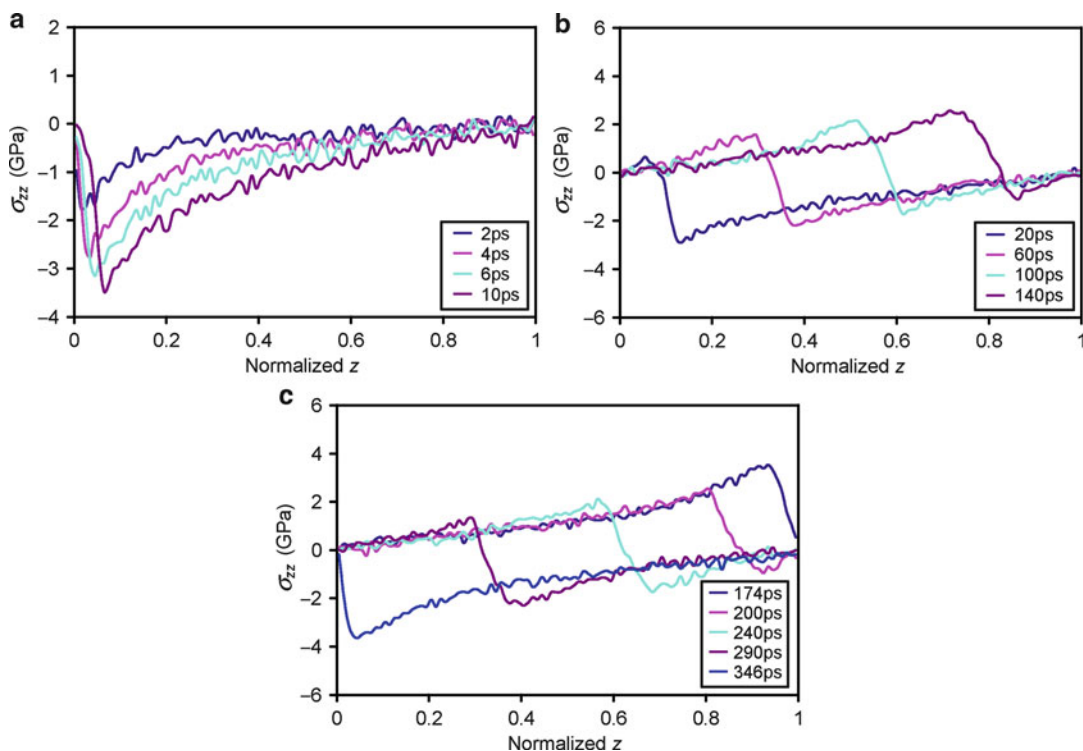 a
2
1
0
−1
−2
−3
−4
σzz (GPa)
0 0.2 0.4 0.6 0.8 1
Normalized z
2ps
4ps
6ps
10ps
b
6
4
2
0
−2
−4
−6
σzz (GPa)
0 0.2 0.4 0.6 0.8 1
Normalized z
20ps
60ps
100ps
140ps
c
6
4
2
0
−2
−4
−6
σzz (GPa)
0 0.2 0.4 0.6 0.8 1
Normalized z
174ps
200ps
240ps
290ps
346ps